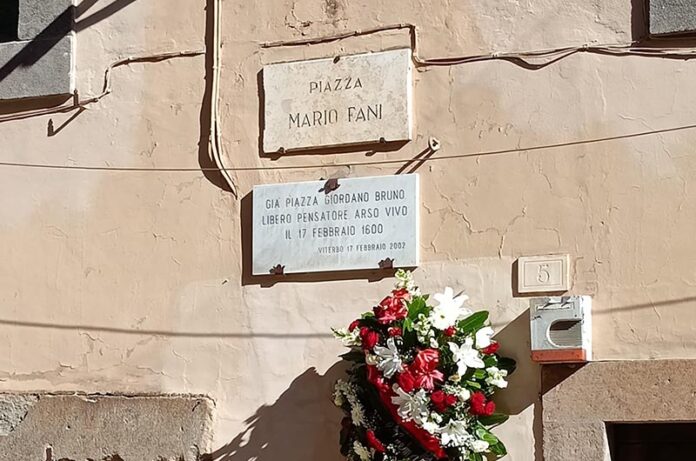 PIAZZA
MARIO FANI
GIA PIAZZA GIORDANO BRUNO
LIBERO PENSATORE ARSO VIVO
IL 17 FEBBRAIO 1600
VITERBO 17 FEBBRAIO 2002
5